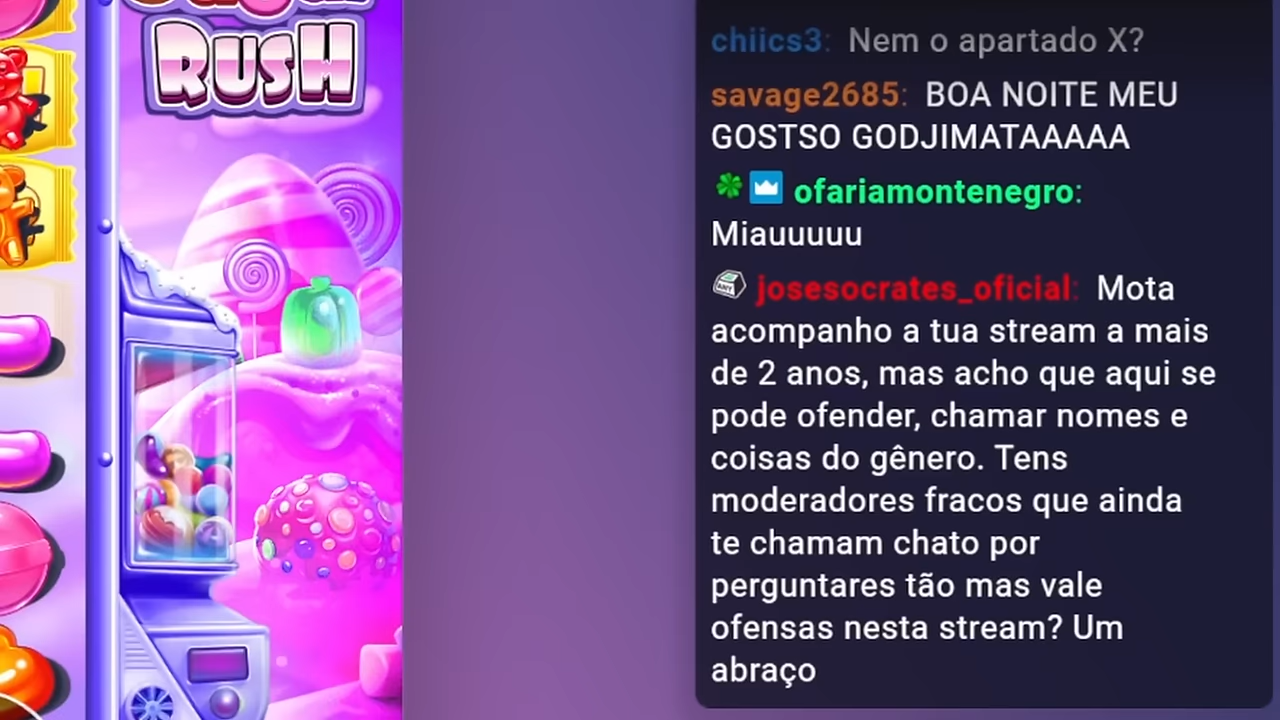 RUSH
chiics3: Nem o apartado X?
savage2685: BOA NOITE MEU
GOSTSO GODJIMATAAAAA
ofariamontenegro:
Miauuuuu
ANY josesocrates_oficial: Mota
acompanho a tua stream a mais
de 2 anos, mas acho que aqui se
pode ofender, chamar nomes e
coisas do gênero. Tens
moderadores fracos que ainda
te chamam chato por
perguntares tão mas vale
ofensas nesta stream? Um
abraço